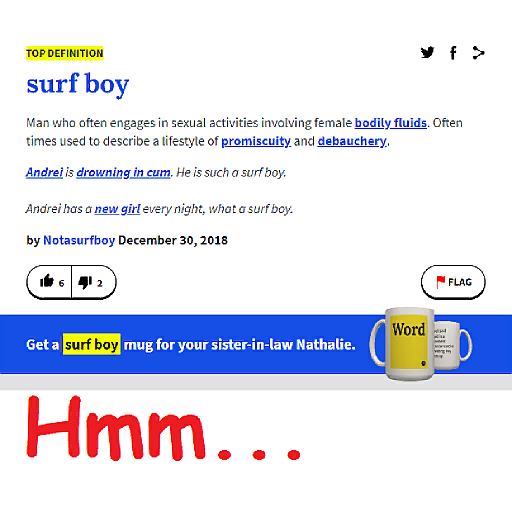 TOP DEFINITION
surf boy
Man who often engages in sexual activities involving female bodily fluids. Often
times used to describe a lifestyle of promiscuity and debauchery.
Andrei is drowning in cum. He is such a surf boy.
Andrei has a new girl every night, what a surf boy.
by Notasurfboy December 30, 2018
6 2 FLAG
Get a surf boy mug for your sister-in-law Nathalie.
Word
Hmm...